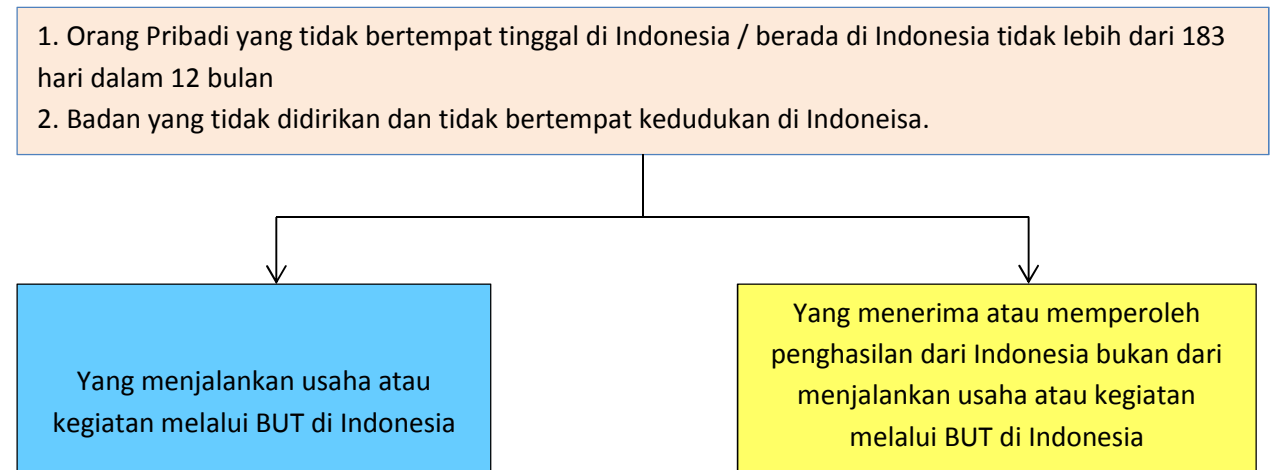 1. Orang Pribadi yang tidak bertempat tinggal di Indonesia / berada di Indonesia tidak lebih dari 183
hari dalam 12 bulan
2. Badan yang tidak didirikan dan tidak bertempat kedudukan di Indoneisa.
Yang menjalankan usaha atau
kegiatan melalui BUT di Indonesia
Yang menerima atau memperoleh
penghasilan dari Indonesia bukan dari
menjalankan usaha atau kegiatan
melalui BUT di Indonesia